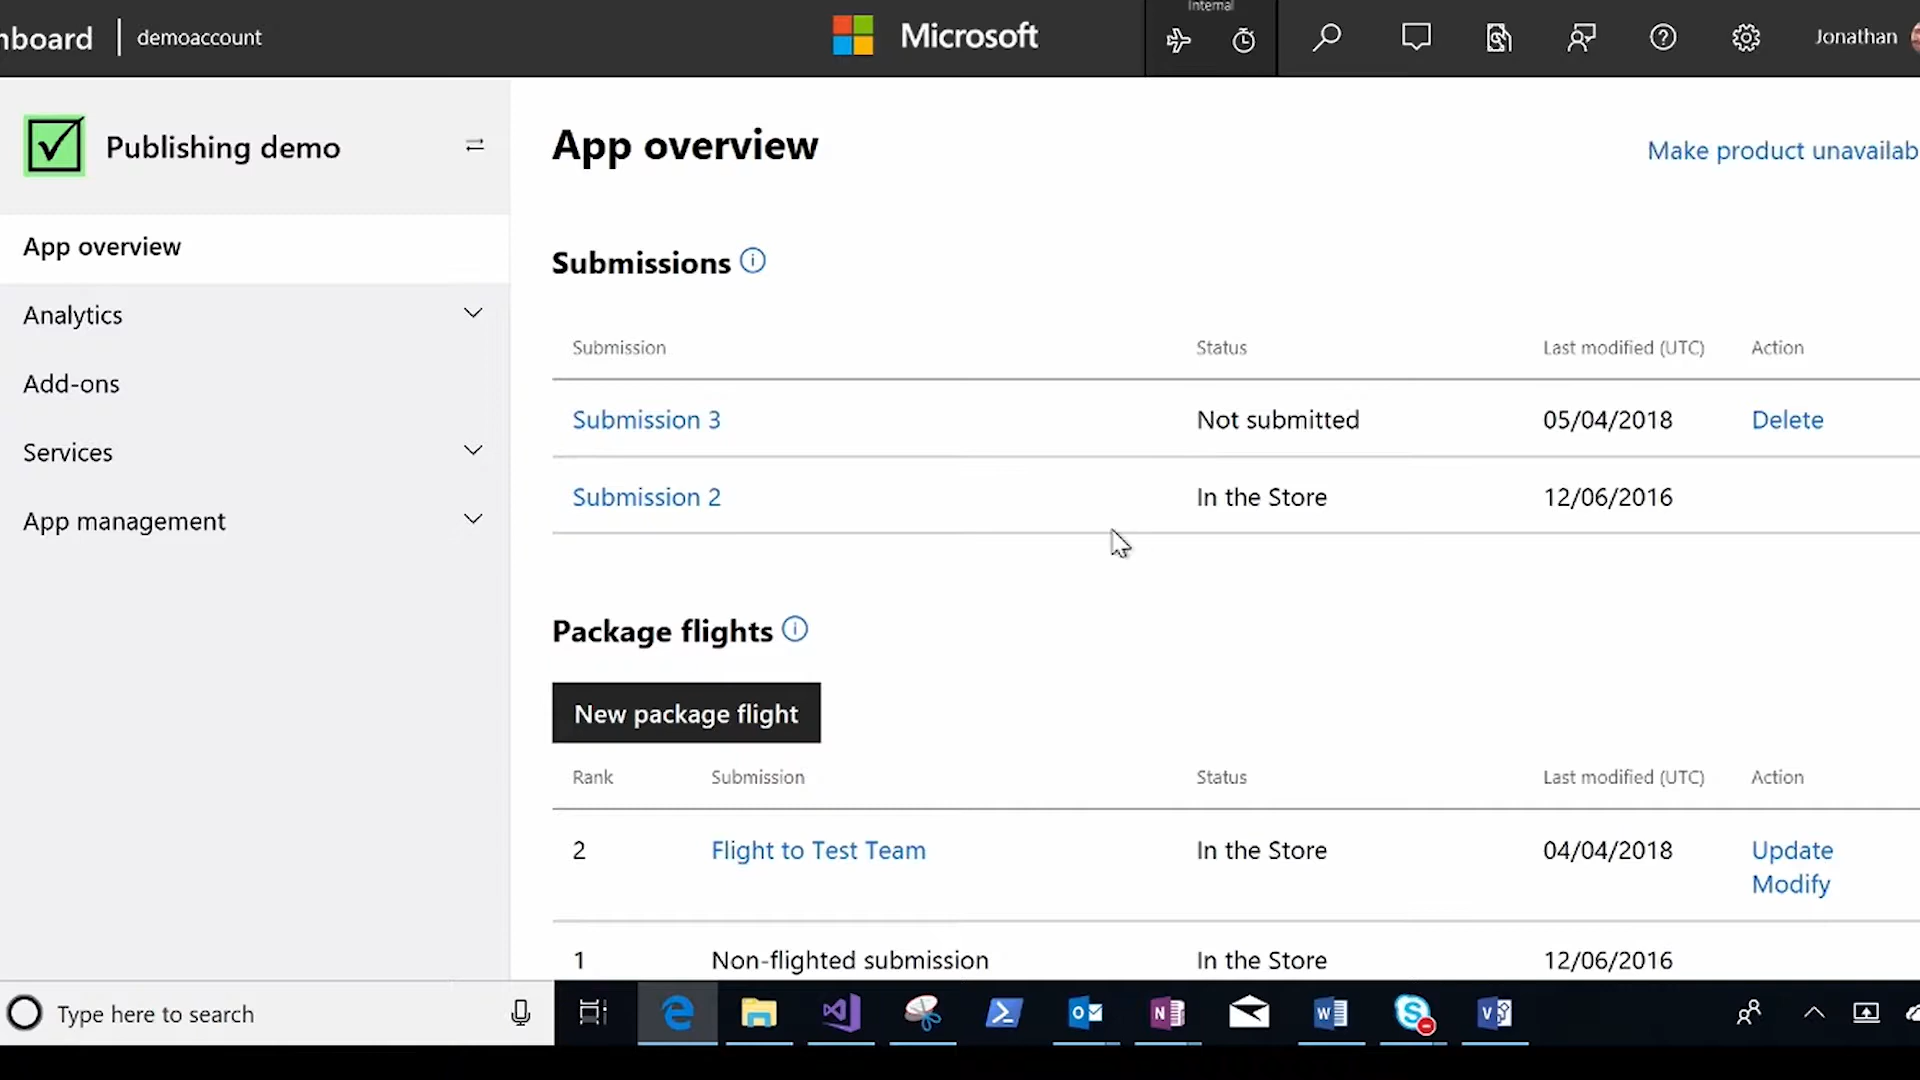 nboard | demoaccount
Microsoft
Internal
Jonathan
Publishing demo
App overview
Analytics
Add-ons
Services
App management
App overview
Make product unavailab
Submissions
Submission Status Last modified (UTC) Action
Submission 3 Not submitted 05/04/2018 Delete
Submission 2 In the Store 12/06/2016
Package flights
New package flight
Rank Submission Status Last modified (UTC) Action
2 Flight to Test Team In the Store 04/04/2018 Update
Modify
1 Non-flighted submission In the Store 12/06/2016
Type here to search